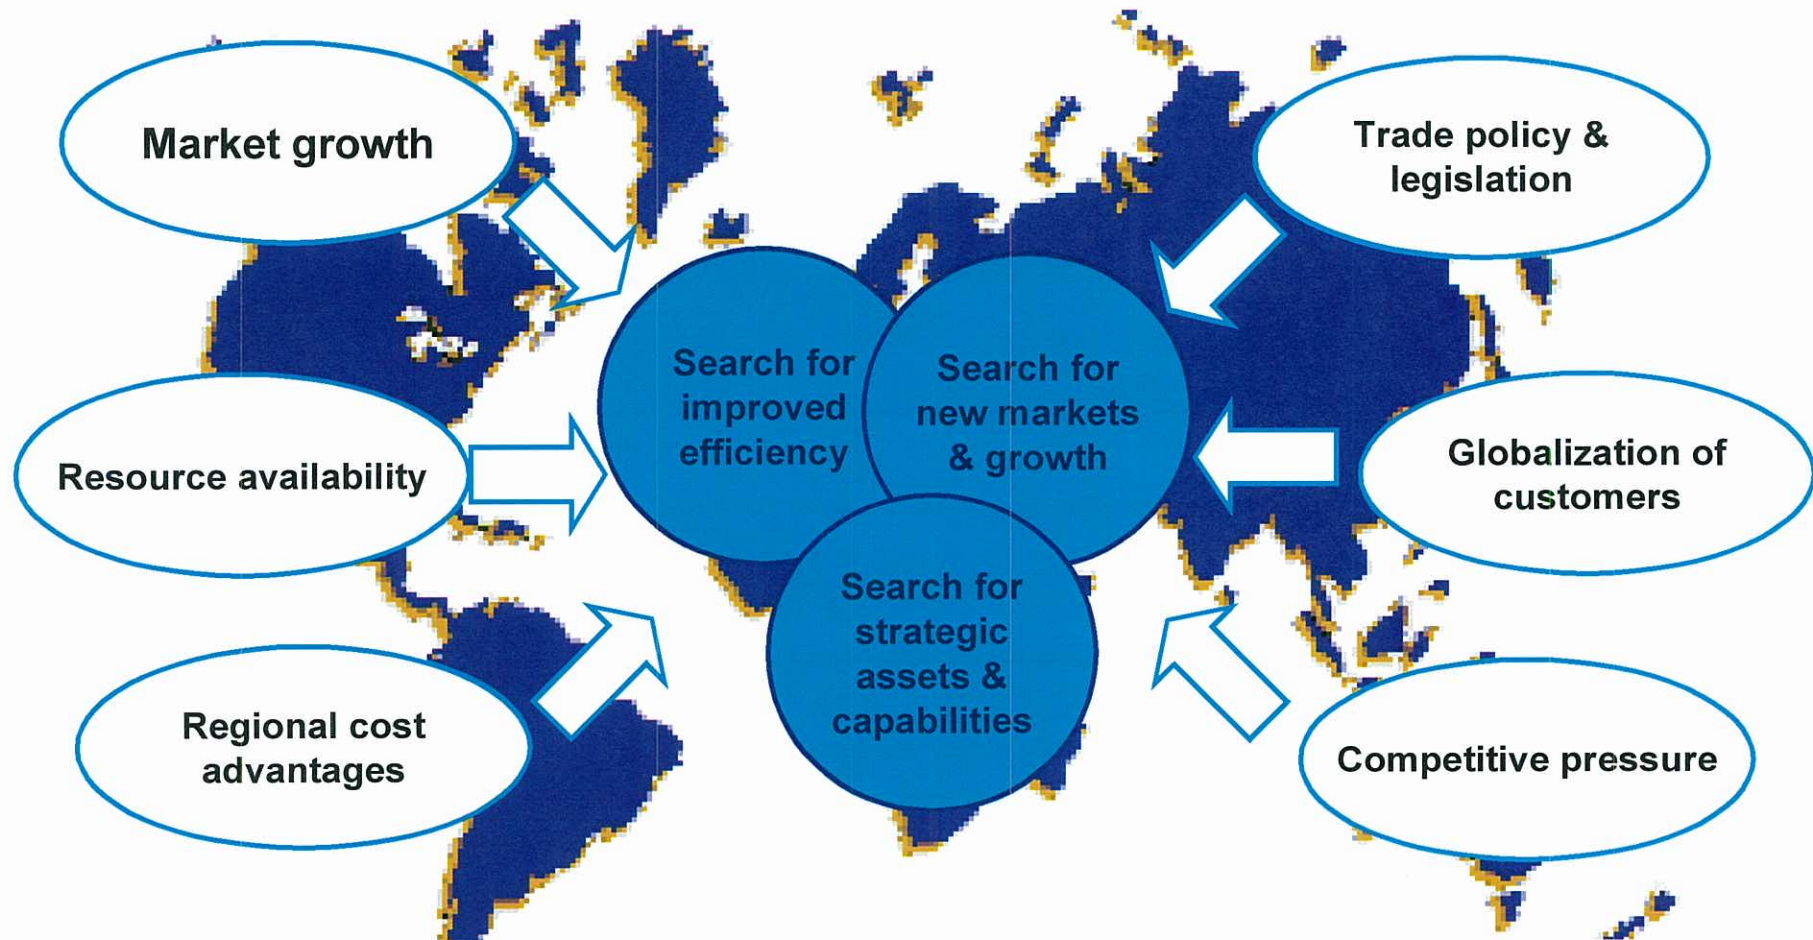 Market growth
Trade policy &
legislation
Search for
improved
efficiency
Search for
new markets
& growth
Resource availability
Globalization of
customers
Search for
strategic
assets &
capabilities
Regional cost
advantages
Competitive pressure